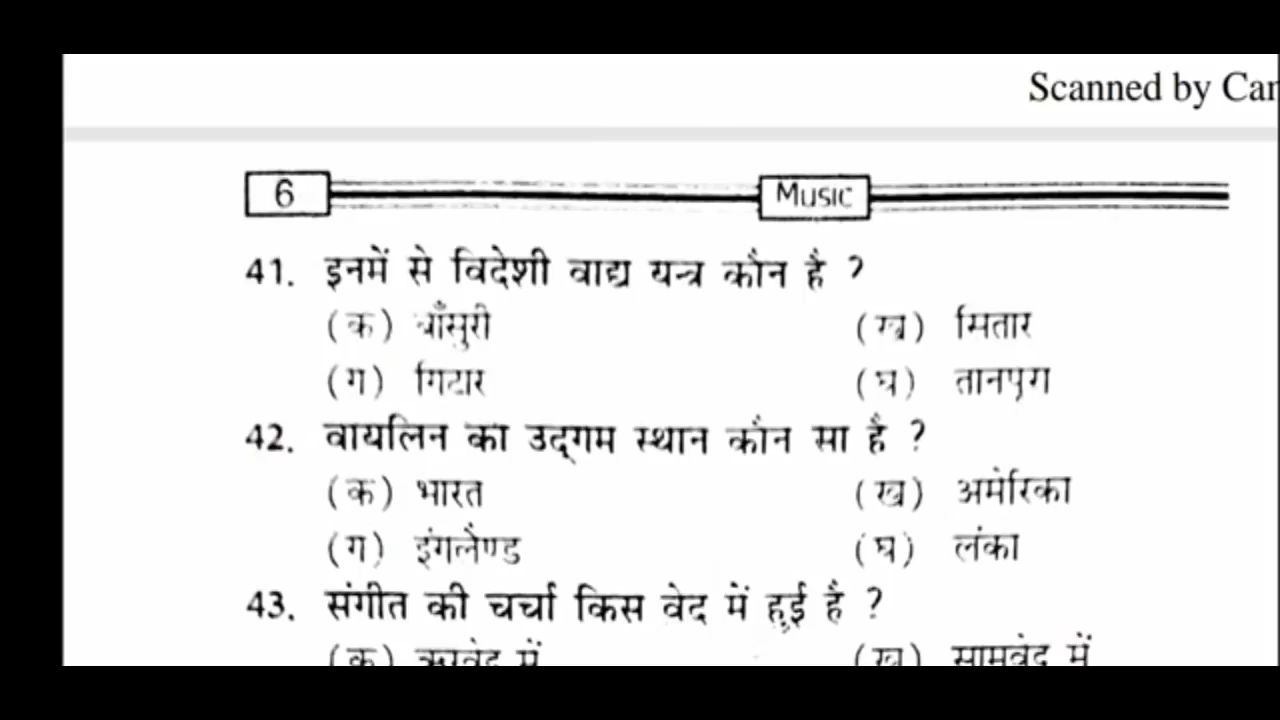 Scanned by Car
6
Music
41. इनमें से विदेशी वाद्य यन्त्र कौन है ?
(क) बाँसुरी (ख) सितार
(ग) गिटार (घ) तानपुरा
42. वायलिन का उद्गम स्थान कौन सा है ?
(क) भारत (ख) अमेरिका
(ग) इंगलैण्ड (घ) लंका
43. संगीत की चर्चा किस वेद में हुई है ?
(क) ऋग्वेद में (ख) सामवेद में